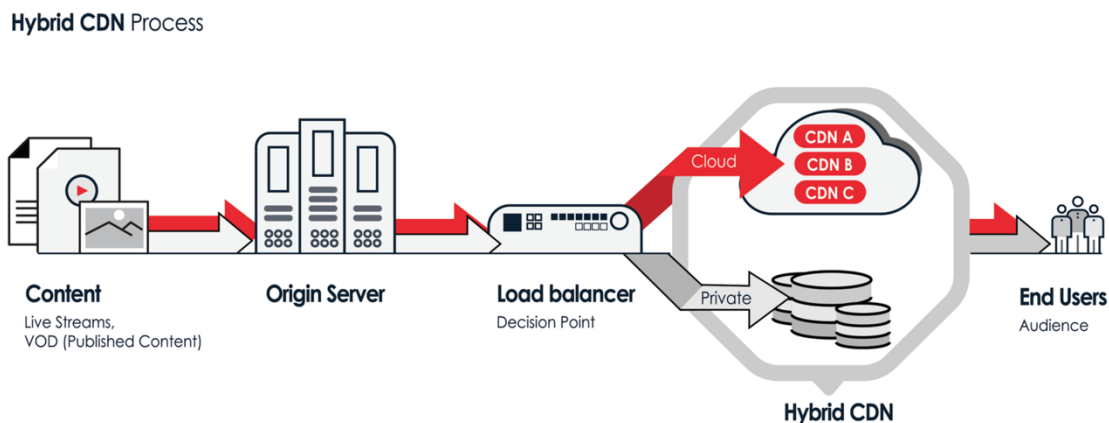 Hybrid CDN Process
CDN A
Cloud
CDN B
CDN C
Private
Content
Live Streams,
VOD (Published Content)
Origin Server
Load balancer
Decision Point
End Users
Audience
Hybrid CDN